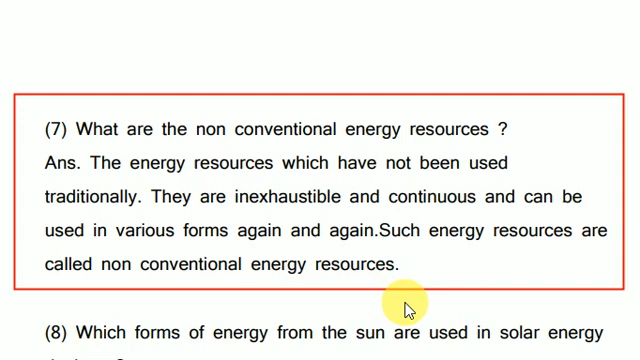 (7) What are the non conventional energy resources ?
Ans. The energy resources which have not been used
traditionally. They are inexhaustible and continuous and can be
used in various forms again and again.Such energy resources are
called non conventional energy resources.
(8) Which forms of energy from the sun are used in solar energy